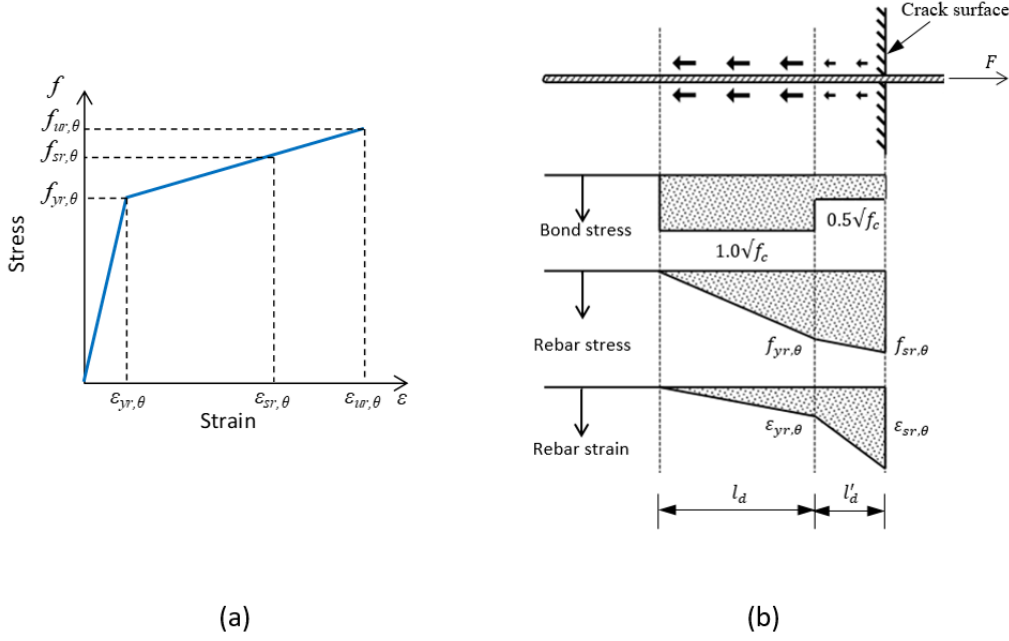 f
f_{ur,θ}
f_{sr,θ}
f_{yr,θ}
Stress
ε_{yr,θ}
ε_{sr,θ}
ε_{ur,θ}
ε
Strain
(a)
Crack surface
F
Bond stress
0.5√f_c
1.0√f_c
Rebar stress
f_{yr,θ}
f_{sr,θ}
Rebar strain
ε_{yr,θ}
ε_{sr,θ}
l_d
l'_d
(b)